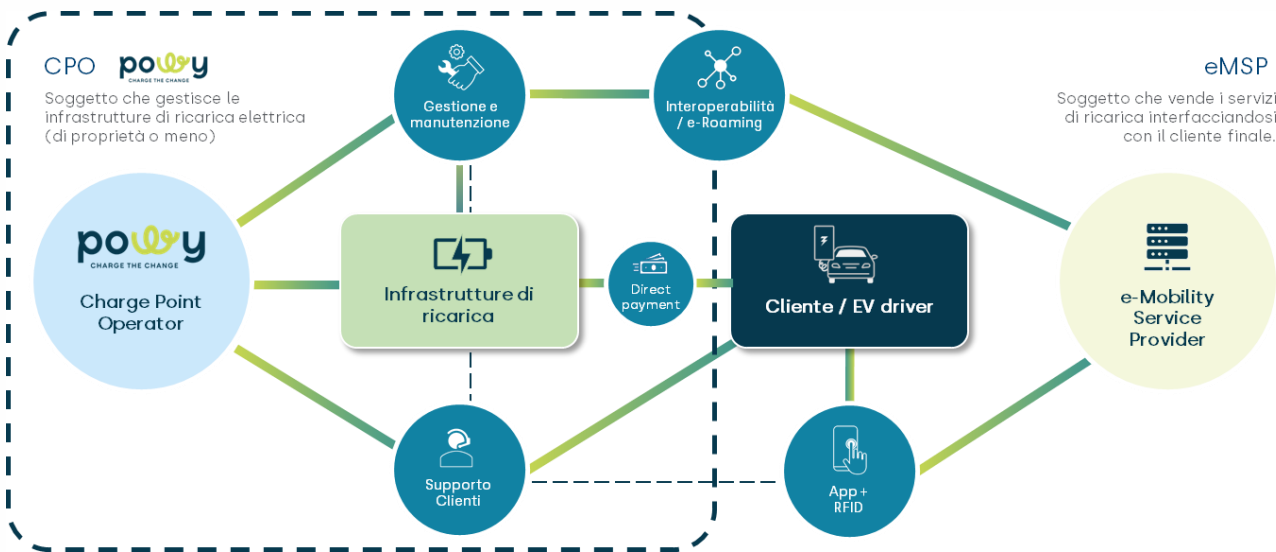 CPO powy
CHARGE THE CHANGE
Soggetto che gestisce le
infrastrutture di ricarica elettrica
(di proprietà o meno)
Gestione e
manutenzione
Interoperabilità
/ e-Roaming
eMSP
Soggetto che vende i servizi
di ricarica interfacciandosi
con il cliente finale.
powy
CHARGE THE CHANGE
Charge Point
Operator
Infrastrutture di
ricarica
Direct
payment
Cliente / EV driver
e-Mobility
Service
Provider
Supporto
Clienti
App +
RFID